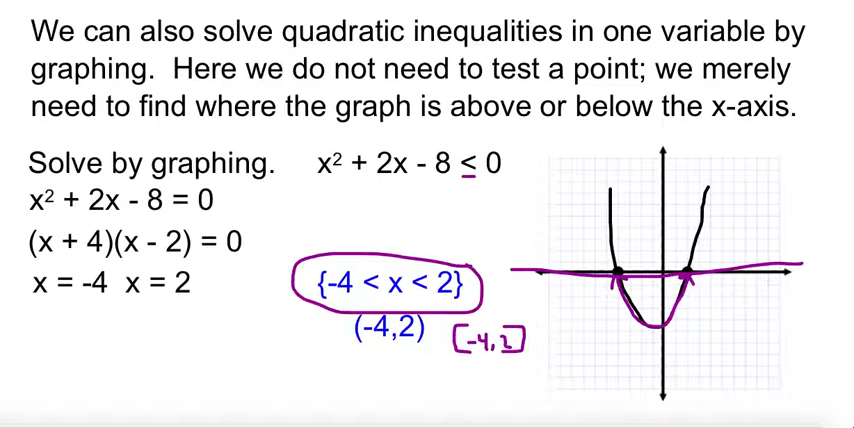 We can also solve quadratic inequalities in one variable by
graphing.  Here we do not need to test a point; we merely
need to find where the graph is above or below the x-axis.
Solve by graphing.    x² + 2x - 8 ≤ 0
x² + 2x - 8 = 0
(x + 4)(x - 2) = 0
x = -4  x = 2
{-4 < x < 2}
(-4,2)
[-4,2]